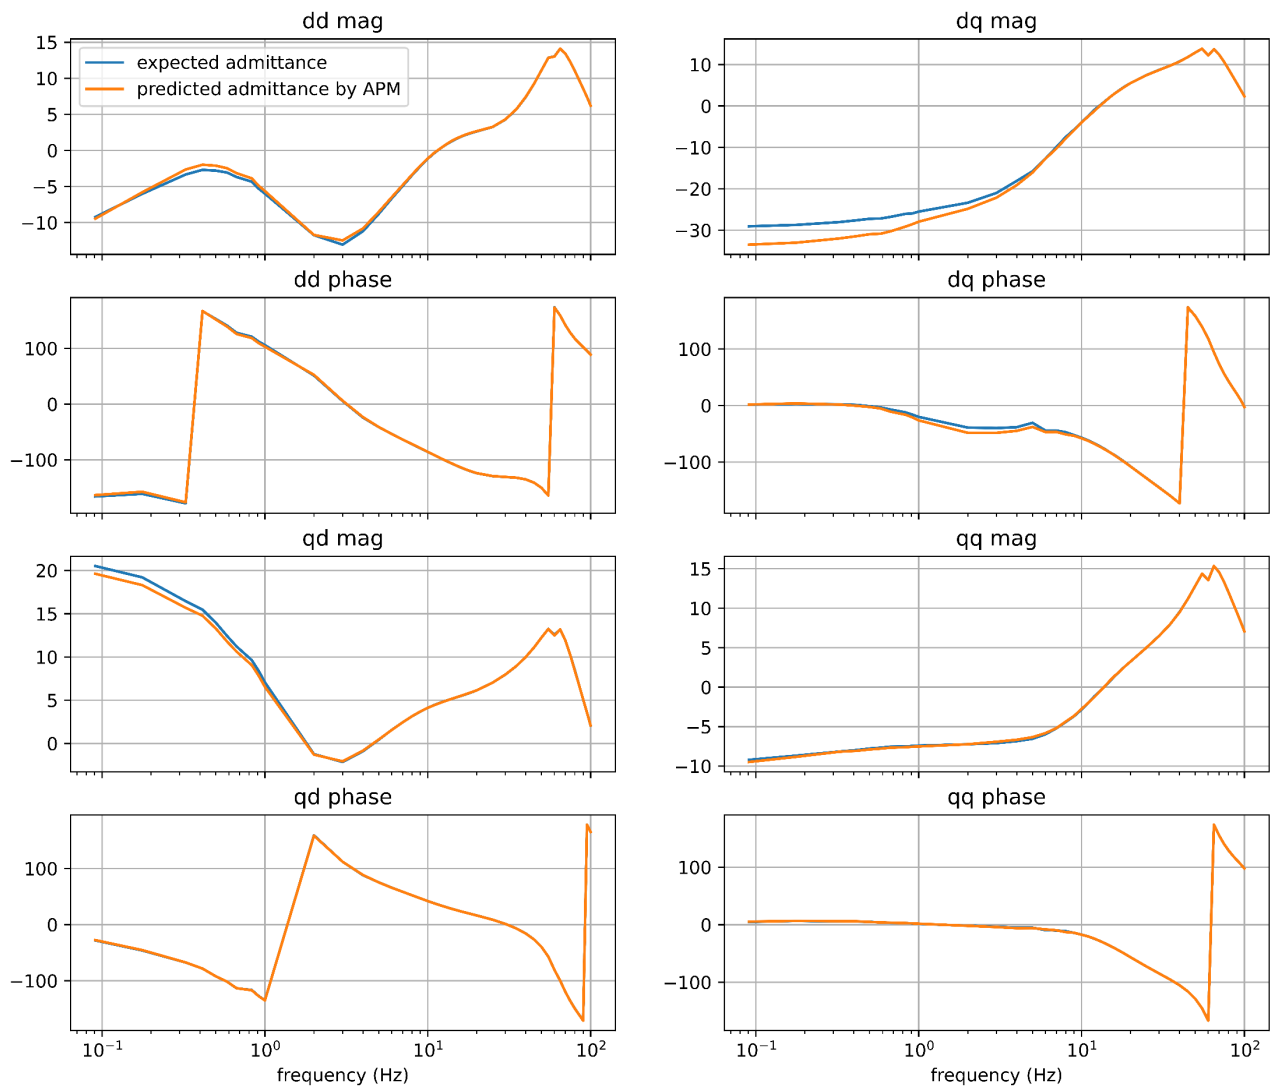 dd mag
15
10
5
0
−5
−10
expected admittance
predicted admittance by APM
dq mag
10
0
−10
−20
−30
dd phase
100
0
−100
dq phase
100
0
−100
qd mag
20
15
10
5
0
qq mag
15
10
5
0
−5
−10
qd phase
100
0
−100
10⁻¹ 10⁰ 10¹ 10²
frequency (Hz)
qq phase
100
0
−100
10⁻¹ 10⁰ 10¹ 10²
frequency (Hz)